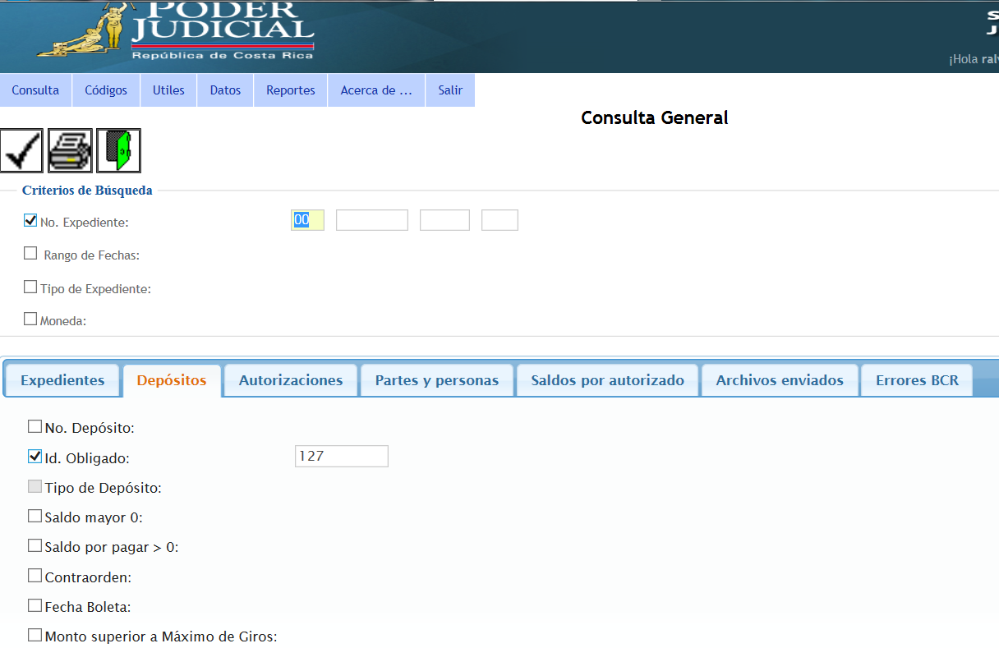 PODER
JUDICIAL
República de Costa Rica
¡Hola
Consulta Códigos Utiles Datos Reportes Acerca de ... Salir
Consulta General
Criterios de Búsqueda
No. Expediente: 00
Rango de Fechas:
Tipo de Expediente:
Moneda:
Expedientes Depósitos Autorizaciones Partes y personas Saldos por autorizado Archivos enviados Errores BCR
No. Depósito:
Id. Obligado: 127
Tipo de Depósito:
Saldo mayor 0:
Saldo por pagar > 0:
Contraorden:
Fecha Boleta:
Monto superior a Máximo de Giros: